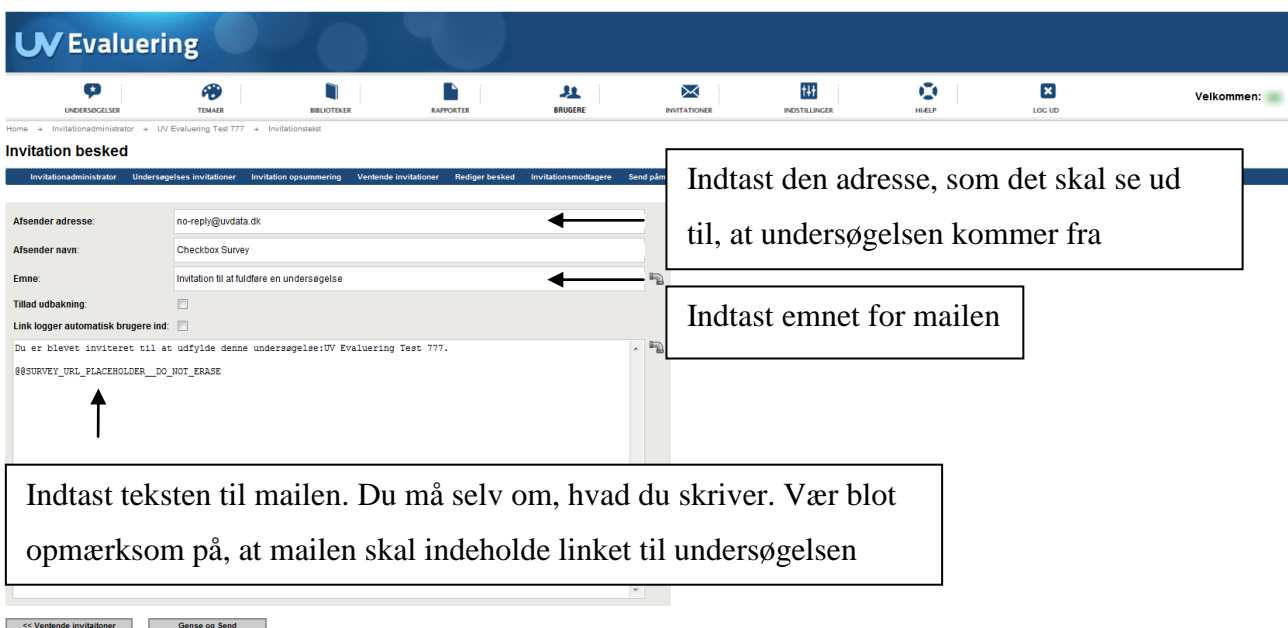 UV Evaluering
UNDERSØGELSER TEMAER BIBLIOTEKER RAPPORTER BRUGERE INVITATIONER INDSTILLINGER HJÆLP LOG UD Velkommen:
Home → Invitationadministrator → UV Evaluering Test 777 → Invitationstekst
Invitation besked
Invitationadministrator Undersøgelses invitationer Invitation opsummering Ventende invitationer Rediger besked Invitationsmodtagere Send påm
Indtast den adresse, som det skal se ud
til, at undersøgelsen kommer fra
Afsender adresse: no-reply@uvdata.dk
Afsender navn: Checkbox Survey
Emne: Invitation til at fuldføre en undersøgelse
Indtast emnet for mailen
Tillad udbakning:
Link logger automatisk brugere ind:
Du er blevet inviteret til at udfylde denne undersøgelse:UV Evaluering Test 777.
@@SURVEY_URL_PLACEHOLDER__DO_NOT_ERASE
Indtast teksten til mailen. Du må selv om, hvad du skriver. Vær blot
opmærksom på, at mailen skal indeholde linket til undersøgelsen
<< Ventende invitaitoner Gense og Send